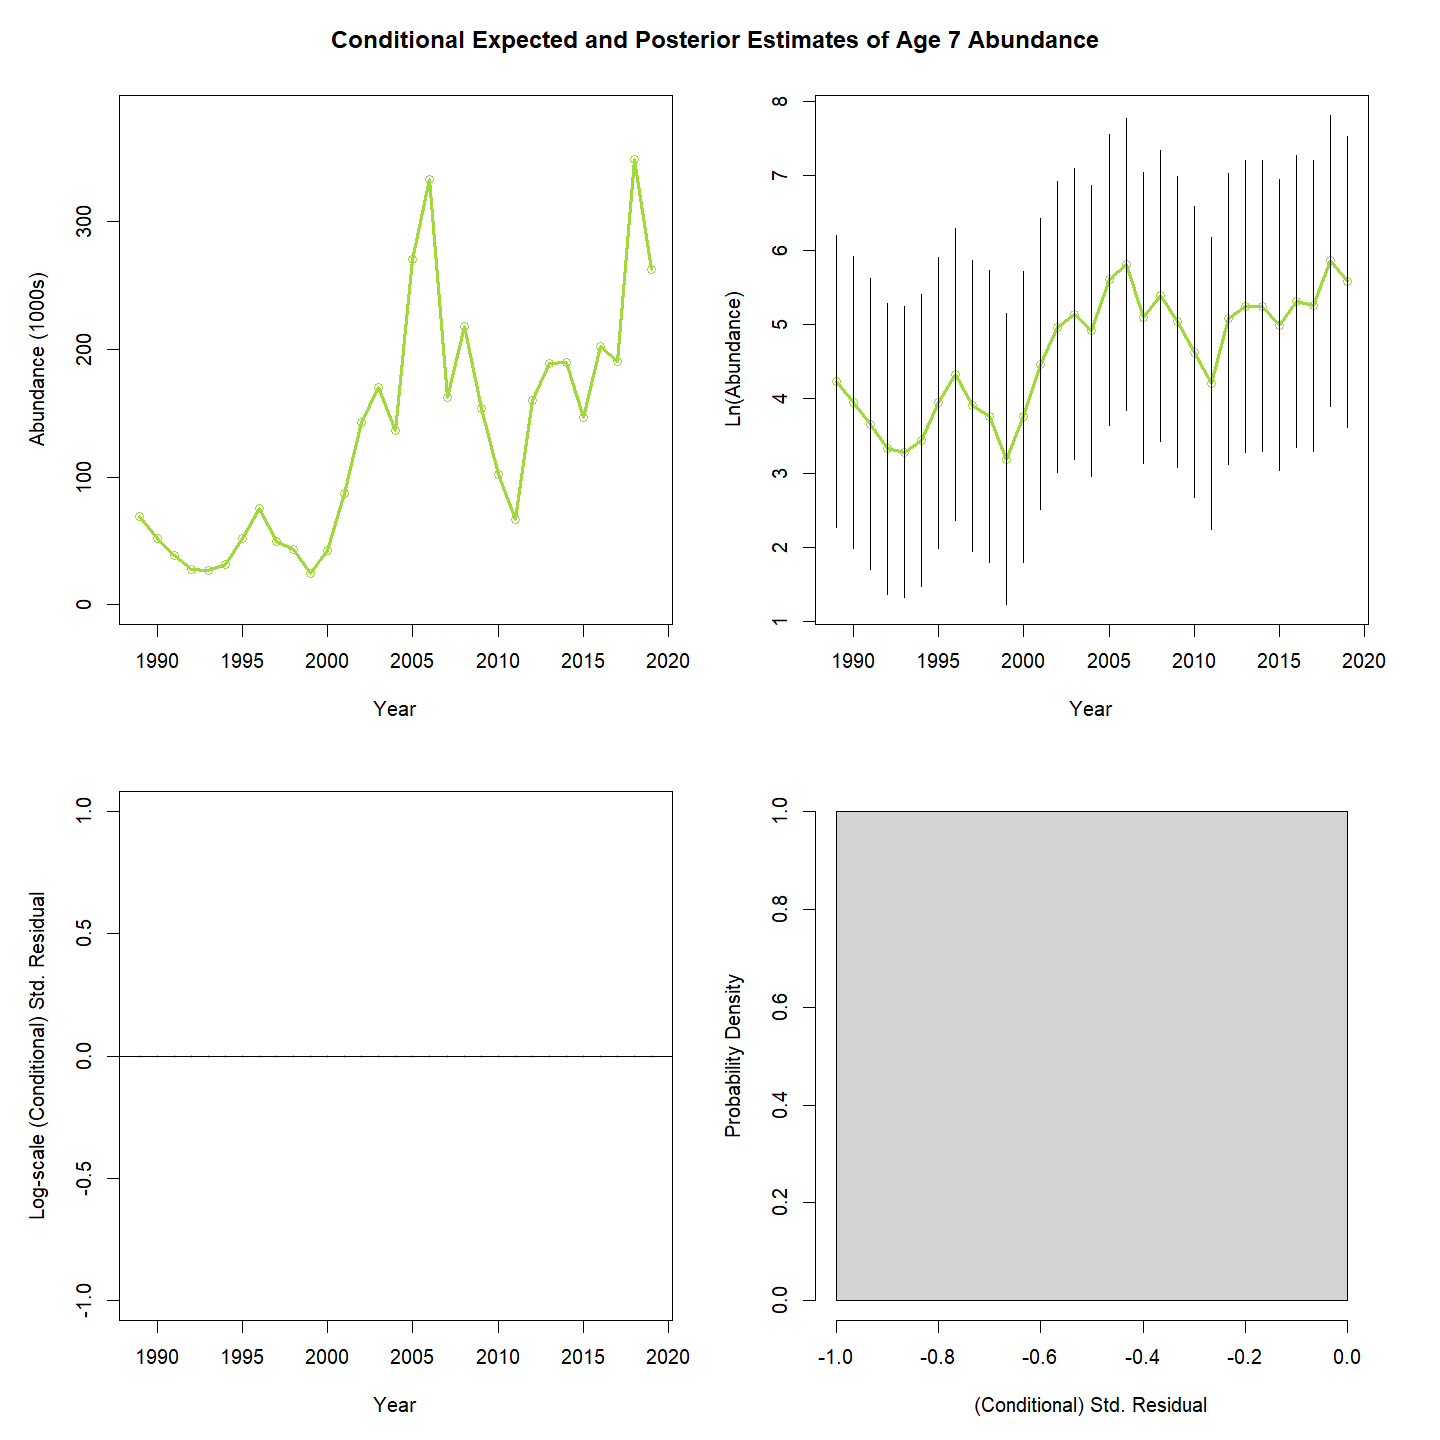 Conditional Expected and Posterior Estimates of Age 7 Abundance
Abundance (1000s)
0 100 200 300
1990 1995 2000 2005 2010 2015 2020
Year
Ln(Abundance)
1 2 3 4 5 6 7 8
1990 1995 2000 2005 2010 2015 2020
Year
Log-scale (Conditional) Std. Residual
-1.0 -0.5 0.0 0.5 1.0
1990 1995 2000 2005 2010 2015 2020
Year
Probability Density
0.0 0.2 0.4 0.6 0.8 1.0
-1.0 -0.8 -0.6 -0.4 -0.2 0.0
(Conditional) Std. Residual